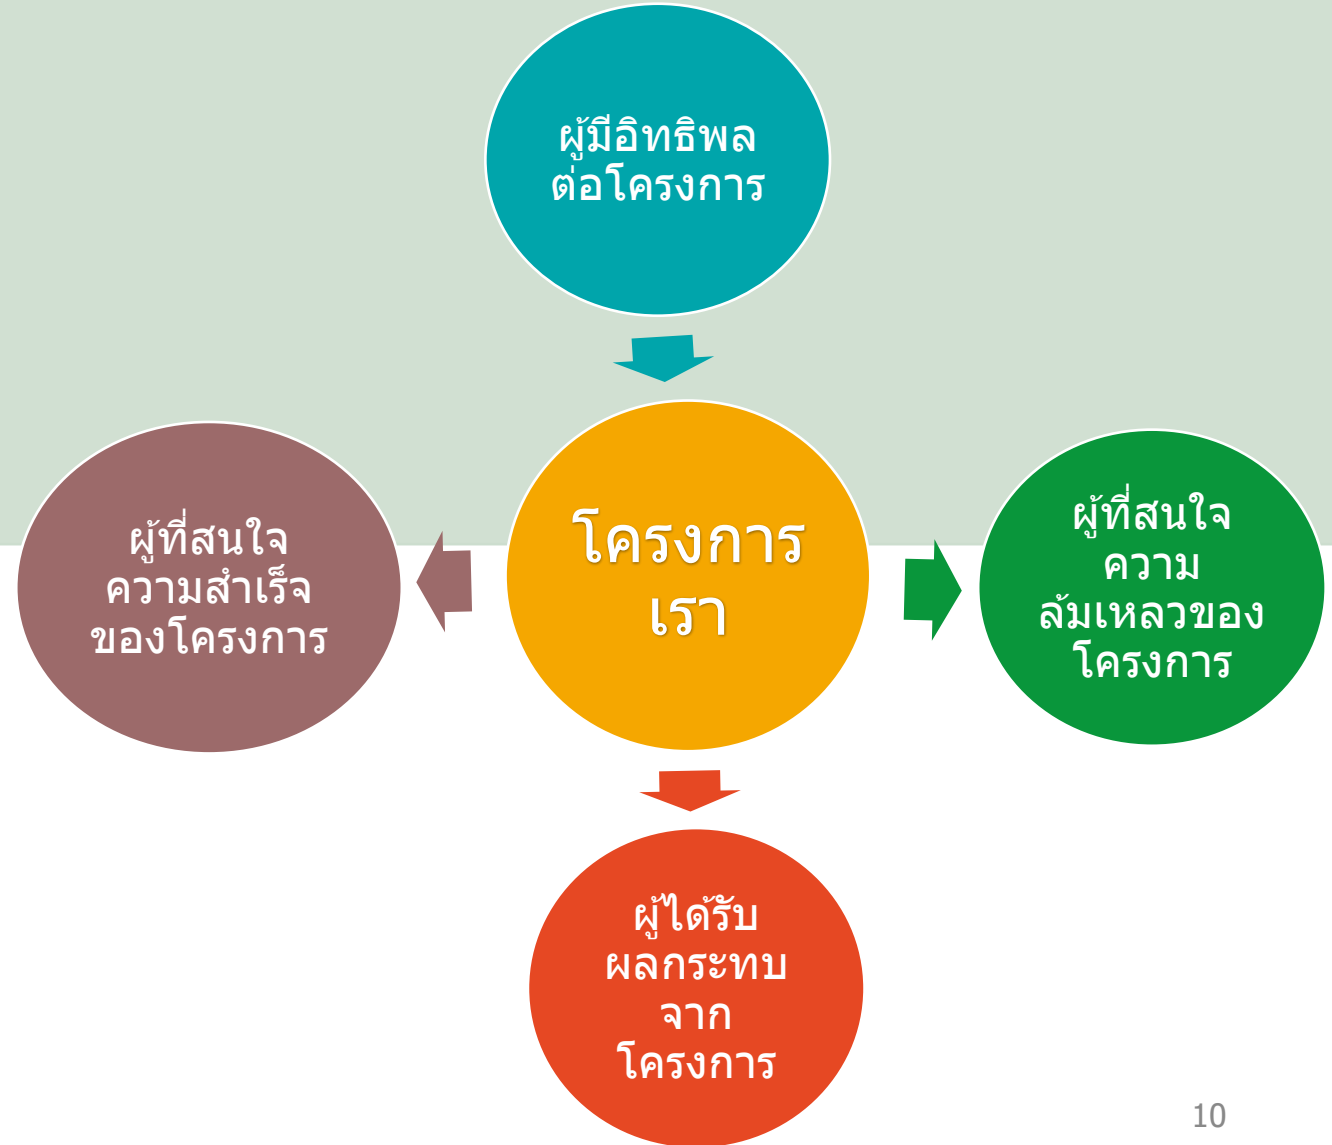 ผู้มีอิทธิพล
ต่อโครงการ
ผู้ที่สนใจ
ความสำเร็จ
ของโครงการ
โครงการ
เรา
ผู้ที่สนใจ
ความ
ล้มเหลวของ
โครงการ
ผู้ได้รับ
ผลกระทบ
จาก
โครงการ
10